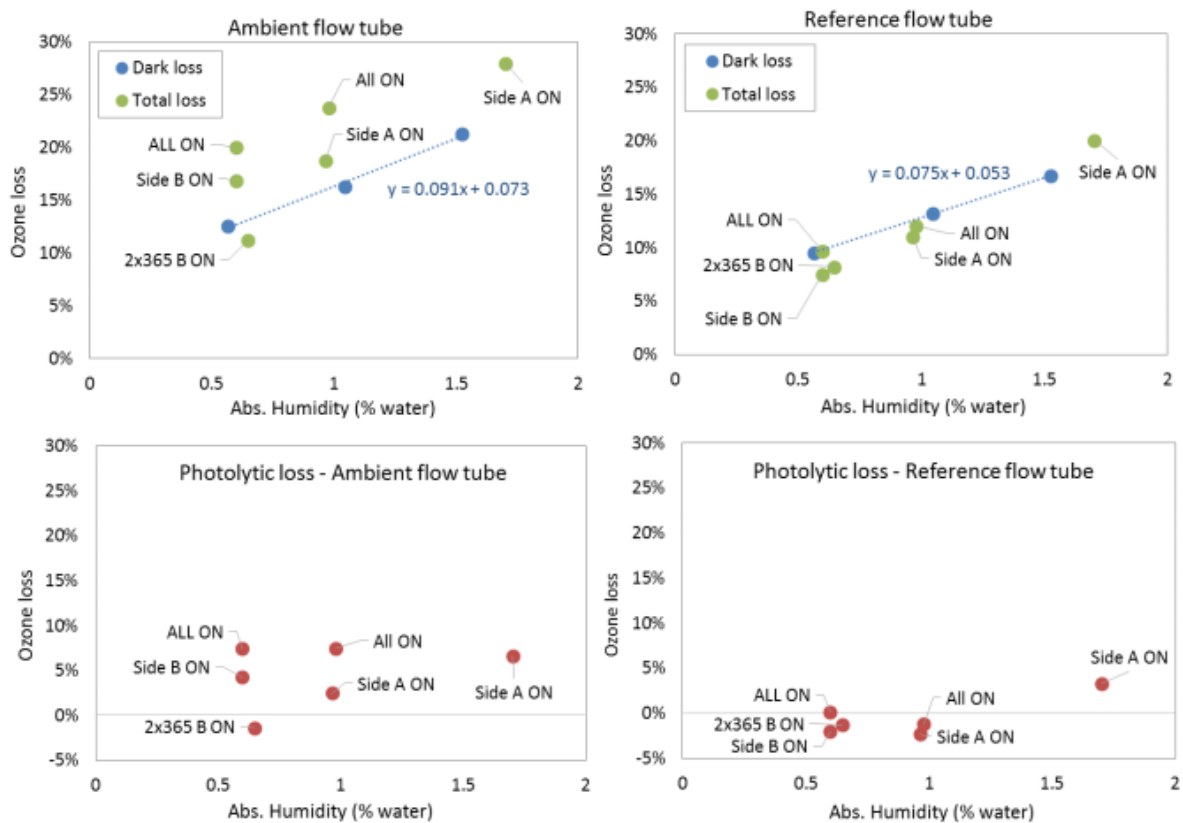 Ambient flow tube
30%
25%
20%
15%
10%
5%
0%
Ozone loss
Dark loss
Total loss
All ON
Side A ON
ALL ON
Side A ON
Side B ON
y = 0.091x + 0.073
2x365 B ON
0
0.5
1
1.5
2
Abs. Humidity (% water)
Reference flow tube
30%
25%
20%
15%
10%
5%
0%
Ozone loss
Dark loss
Total loss
Side A ON
y = 0.075x + 0.053
ALL ON
All ON
2x365 B ON
Side A ON
Side B ON
0
0.5
1
1.5
2
Abs. Humidity (% water)
Photolytic loss - Ambient flow tube
30%
25%
20%
15%
10%
5%
0%
-5%
Ozone loss
ALL ON
All ON
Side B ON
Side A ON
Side A ON
2x365 B ON
0
0.5
1
1.5
2
Abs. Humidity (% water)
Photolytic loss - Reference flow tube
30%
25%
20%
15%
10%
5%
0%
-5%
Ozone loss
Side A ON
ALL ON
All ON
2x365 B ON
Side B ON
Side A ON
0
0.5
1
1.5
2
Abs. Humidity (% water)